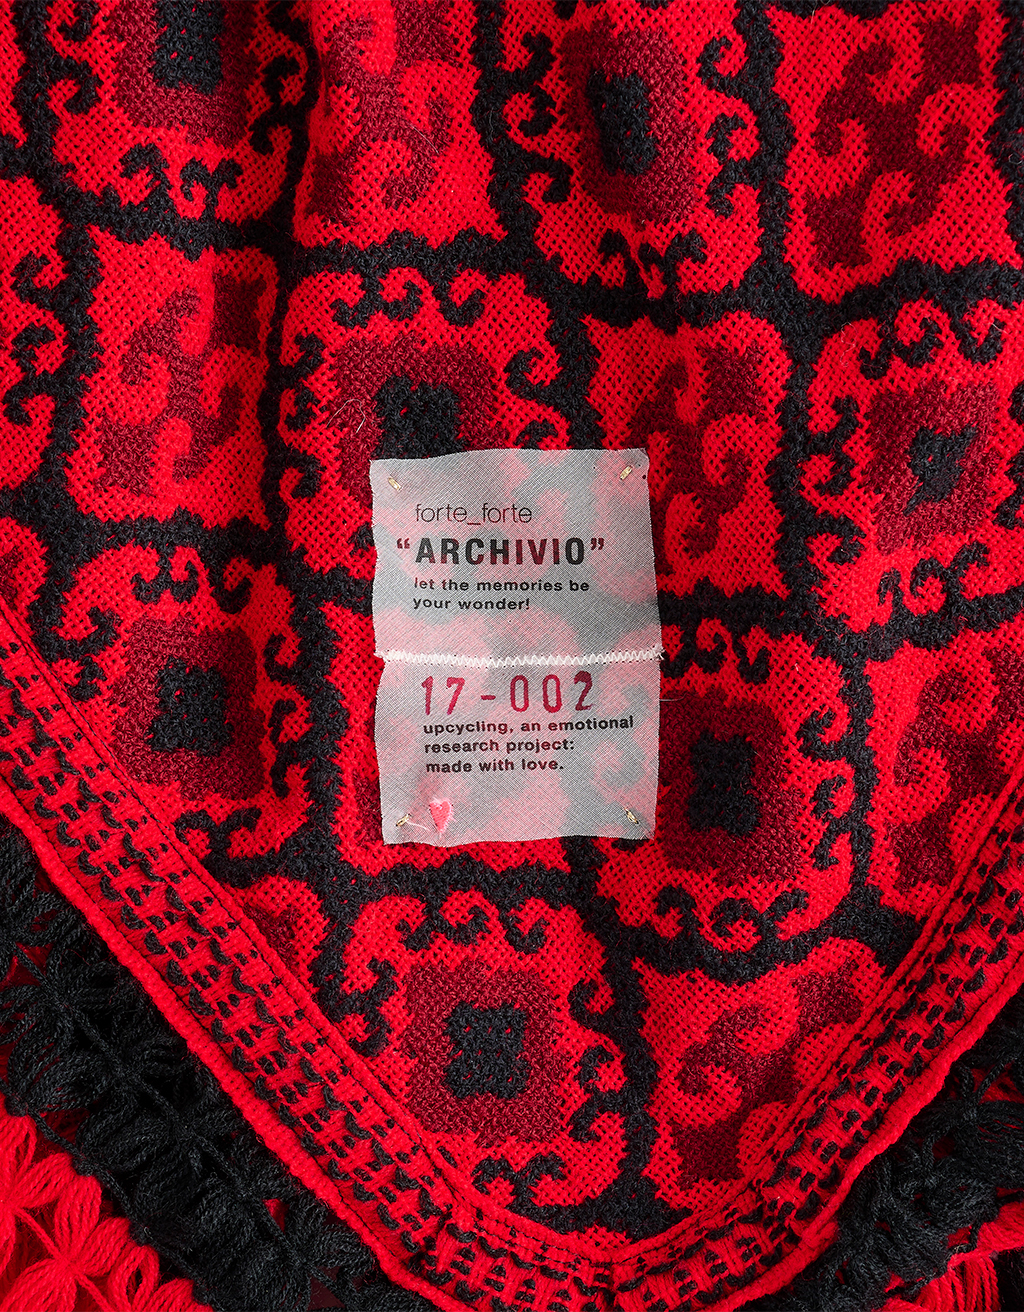 forte_forte
“ARCHIVIO”
let the memories be
your wonder!
17-002
upcycling, an emotional
research project:
made with love.